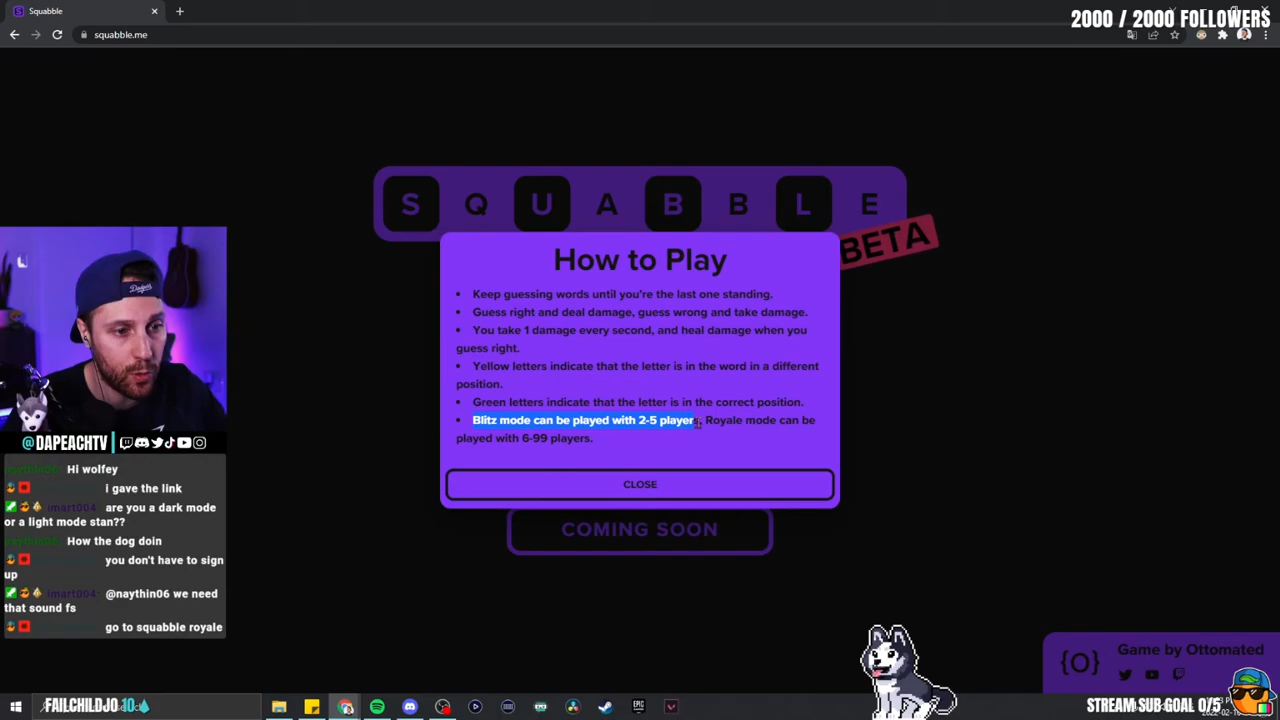 Squabble
2000 / 2000 FOLLOWERS
squabble.me
S Q U A B B L E
BETA
How to Play
• Keep guessing words until you're the last one standing.
• Guess right and deal damage, guess wrong and take damage.
• You take 1 damage every second, and heal damage when you
guess right.
• Yellow letters indicate that the letter is in the word in a different
position.
• Green letters indicate that the letter is in the correct position.
• Blitz mode can be played with 2-5 players, Royale mode can be
played with 6-99 players.
CLOSE
COMING SOON
@DAPEACHTV
Hi wolfey
i gave the link
imart004: are you a dark mode
or a light mode stan??
How the dog doin
you don't have to sign
up
imart004: @naythin06 we need
that sound fs
go to squabble royale
{O} Game by Ottomated
FAILCHILDJO 10
STREAM SUB GOAL 0/5